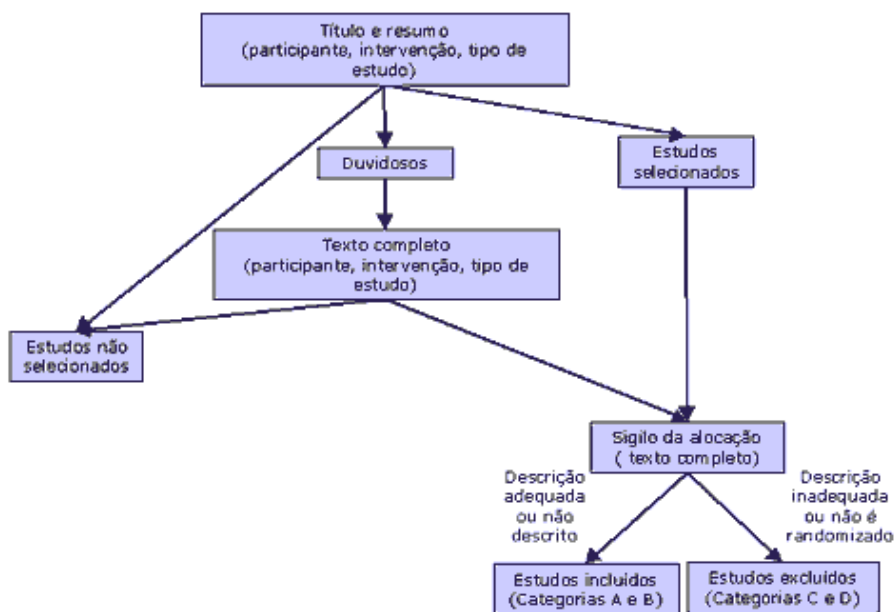 Título e resumo
(participante, intervenção, tipo de
estudo)
Duvidosos
Estudos
selecionados
Texto completo
(participante, intervenção, tipo de
estudo)
Estudos não
selecionados
Sigilo da alocação
( texto completo)
Descrição
adequada
ou não
descrito
Descrição
inadequada
ou não é
randomizado
Estudos incluídos
(Categorias A e B)
Estudos excluídos
(Categorias C e D)